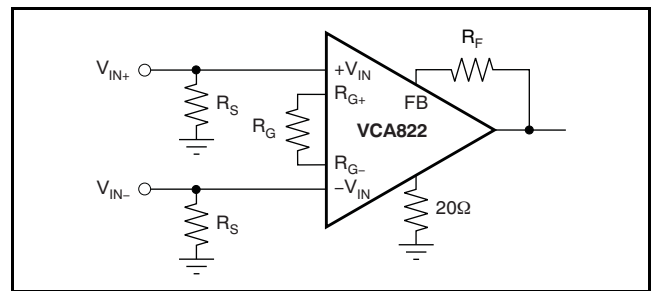 R_F
V_IN+
+V_IN
R_S
R_G+
FB
R_G
VCA822
R_G−
V_IN−
−V_IN
R_S
20Ω